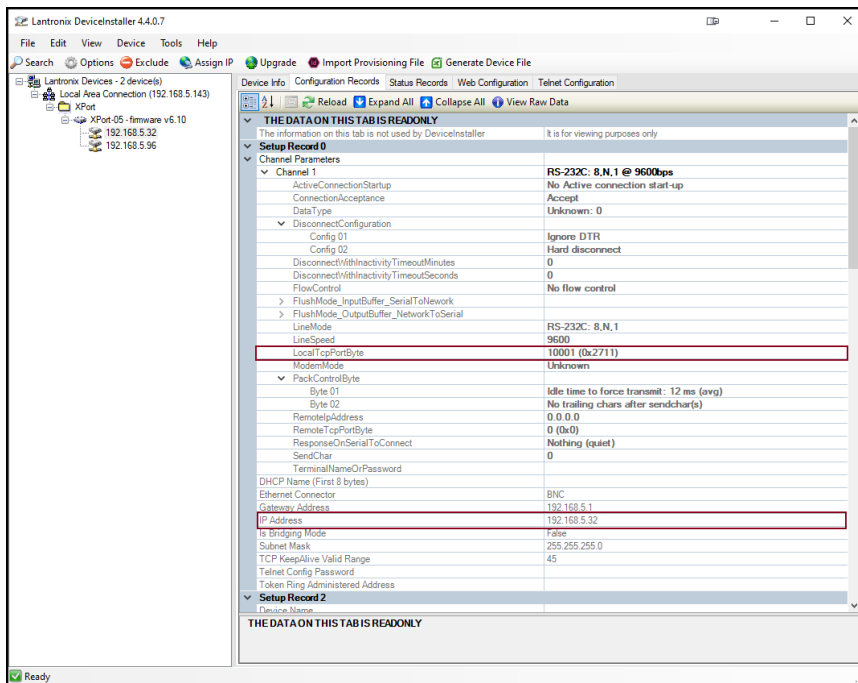 Lantronix DeviceInstaller 4.4.0.7
File Edit View Device Tools Help
Search Options Exclude Assign IP Upgrade Import Provisioning File Generate Device File
Lantronix Devices - 2 device(s)
Local Area Connection (192.168.5.143)
XPort
XPort-05 - firmware v6.10
192.168.5.32
192.168.5.96
Device Info Configuration Records Status Records Web Configuration Telnet Configuration
Reload Expand All Collapse All View Raw Data
THE DATA ON THIS TAB IS READONLY
The information on this tab is not used by DeviceInstaller It is for viewing purposes only
Setup Record 0
Channel Parameters
Channel 1 RS-232C: 8,N,1 @ 9600bps
ActiveConnectionStartup No Active connection start-up
ConnectionAcceptance Accept
DataType Unknown: 0
DisconnectConfiguration
Config 01 Ignore DTR
Config 02 Hard disconnect
DisconnectWithInactivityTimeoutMinutes 0
DisconnectWithInactivityTimeoutSeconds 0
FlowControl No flow control
FlushMode_InputBuffer_SerialToNework
FlushMode_OutputBuffer_NetworkToSerial
LineMode RS-232C: 8,N,1
LineSpeed 9600
LocalTcpPortByte 10001 (0x2711)
ModemMode Unknown
PackControlByte
Byte 01 Idle time to force transmit: 12 ms (avg)
Byte 02 No trailing chars after sendchar(s)
RemoteIpAddress 0.0.0.0
RemoteTcpPortByte 0 (0x0)
ResponseOnSerialToConnect Nothing (quiet)
SendChar 0
TerminalNameOrPassword
DHCP Name (First 8 bytes)
Ethernet Connector BNC
Gateway Address 192.168.5.1
IP Address 192.168.5.32
Is Bridging Mode False
Subnet Mask 255.255.255.0
TCP KeepAlive Valid Range 45
Telnet Config Password
Token Ring Administered Address
Setup Record 2
Device Name
THE DATA ON THIS TAB IS READONLY
Ready